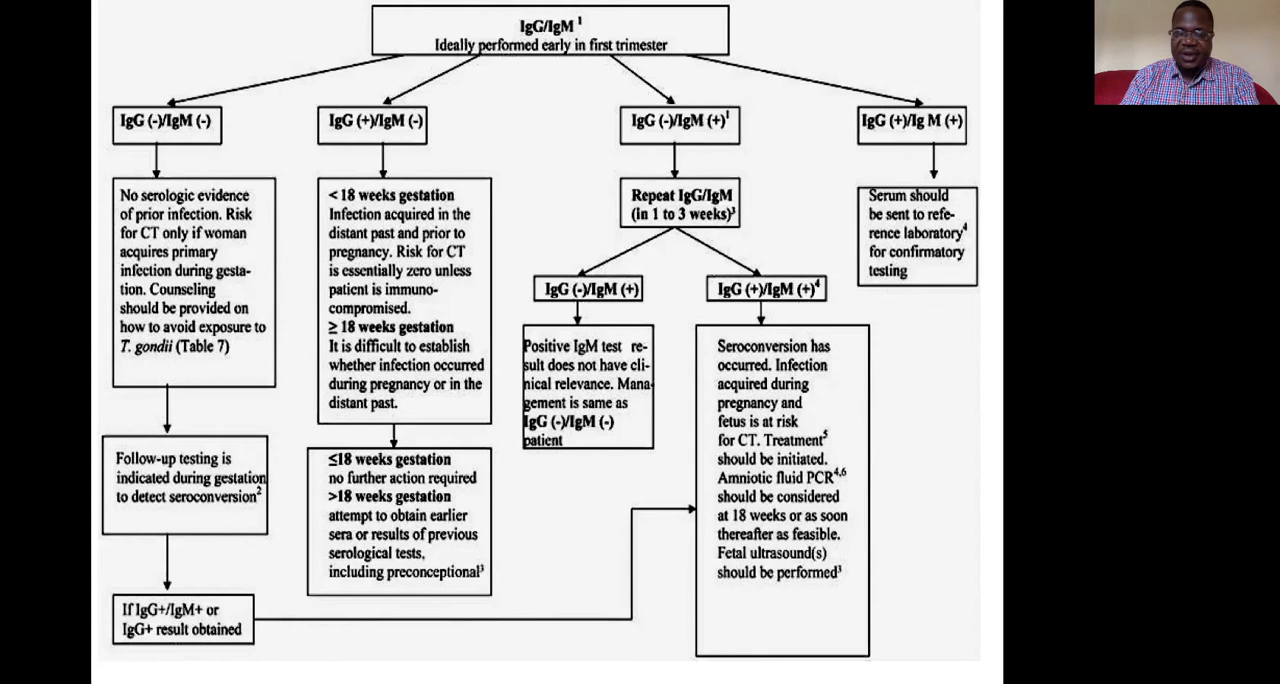 IgG/IgM 1
Ideally performed early in first trimester
IgG (-)/IgM (-)
IgG (+)/IgM (-)
IgG (-)/IgM (+)1
IgG (+)/Ig M (+)
No serologic evidence
of prior infection. Risk
for CT only if woman
acquires primary
infection during gesta-
tion. Counseling
should be provided on
how to avoid exposure to
T. gondii (Table 7)
Follow-up testing is
indicated during gestation
to detect seroconversion2
If IgG+/IgM+ or
IgG+ result obtained
< 18 weeks gestation
Infection acquired in the
distant past and prior to
pregnancy. Risk for CT
is essentially zero unless
patient is immuno-
compromised.
≥ 18 weeks gestation
It is difficult to establish
whether infection occurred
during pregnancy or in the
distant past.
≤18 weeks gestation
no further action required
>18 weeks gestation
attempt to obtain earlier
sera or results of previous
serological tests,
including preconceptional3
Repeat IgG/IgM
(in 1 to 3 weeks)3
IgG (-)/IgM (+)
Positive IgM test re-
sult does not have cli-
nical relevance. Mana-
gement is same as
IgG (-)/IgM (-)
patient
IgG (+)/IgM (+)4
Seroconversion has
occurred. Infection
acquired during
pregnancy and
fetus is at risk
for CT. Treatment5
should be initiated.
Amniotic fluid PCR4,6
should be considered
at 18 weeks or as soon
thereafter as feasible.
Fetal ultrasound(s)
should be performed3
Serum should
be sent to refe-
rence laboratory4
for confirmatory
testing